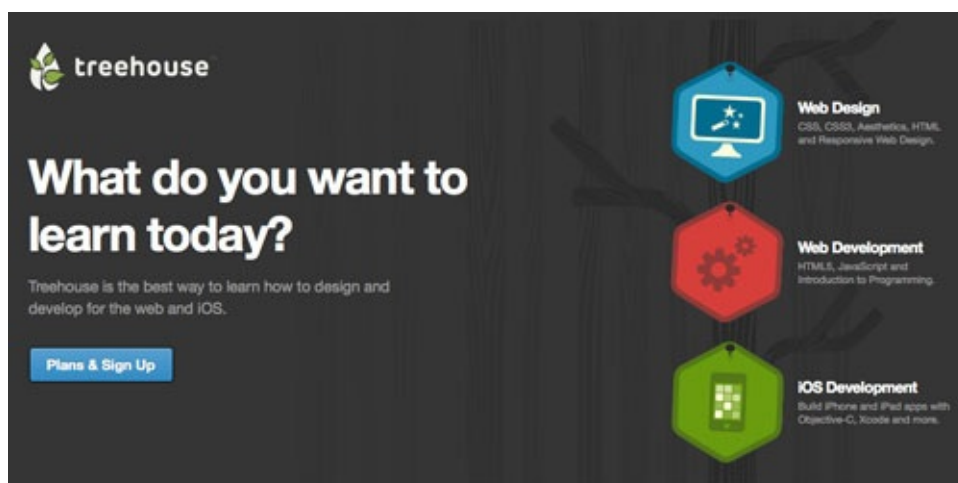 treehouse
What do you want to
learn today?
Treehouse is the best way to learn how to design and
develop for the web and iOS.
Plans & Sign Up
Web Design
CSS, CSS3, Aesthetics, HTML
and Responsive Web Design.
Web Development
HTML5, JavaScript and
Introduction to Programming.
iOS Development
Build iPhone and iPad apps with
Objective-C, Xcode and more.